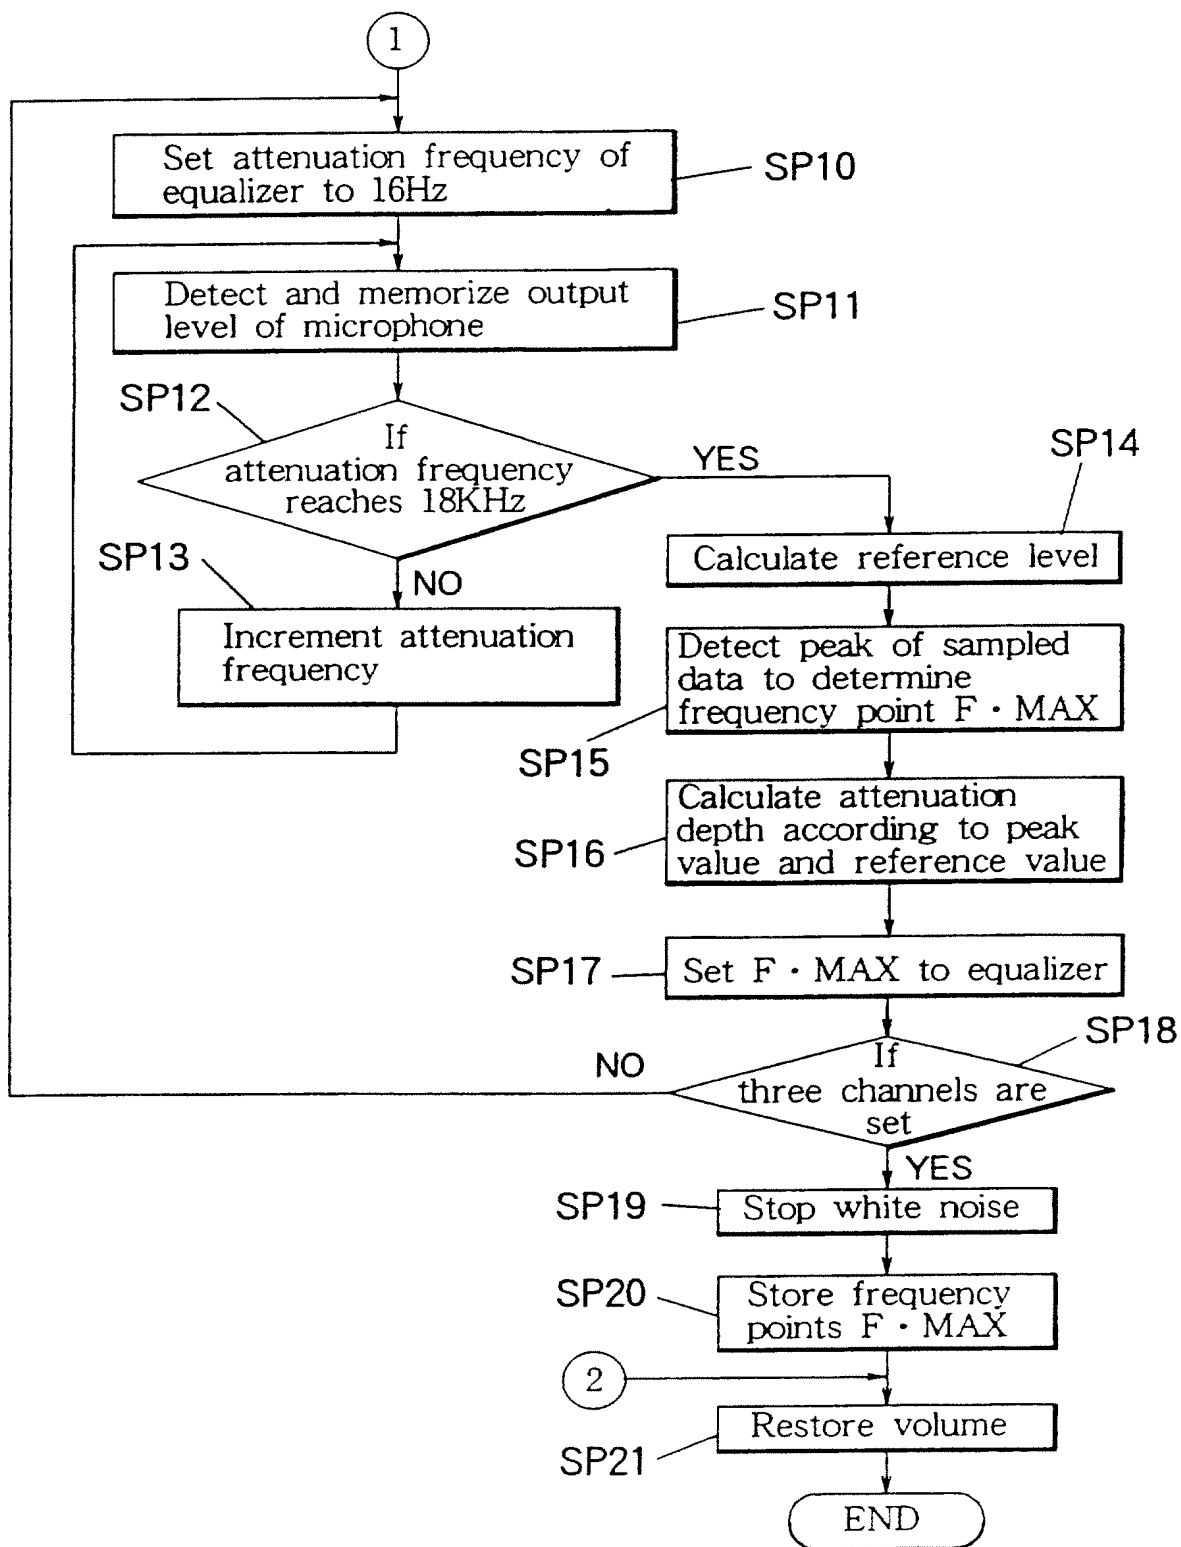 1
Set attenuation frequency of
equalizer to 16Hz
SP10
Detect and memorize output
level of microphone
SP11
SP12
If
attenuation frequency
reaches 18KHz
YES
NO
SP13
Increment attenuation
frequency
SP14
Calculate reference level
Detect peak of sampled
data to determine
frequency point F・MAX
SP15
Calculate attenuation
depth according to peak
value and reference value
SP16
SP17
Set F・MAX to equalizer
SP18
If
three channels are
set
NO
YES
SP19
Stop white noise
SP20
Store frequency
points F・MAX
2
Restore volume
SP21
END